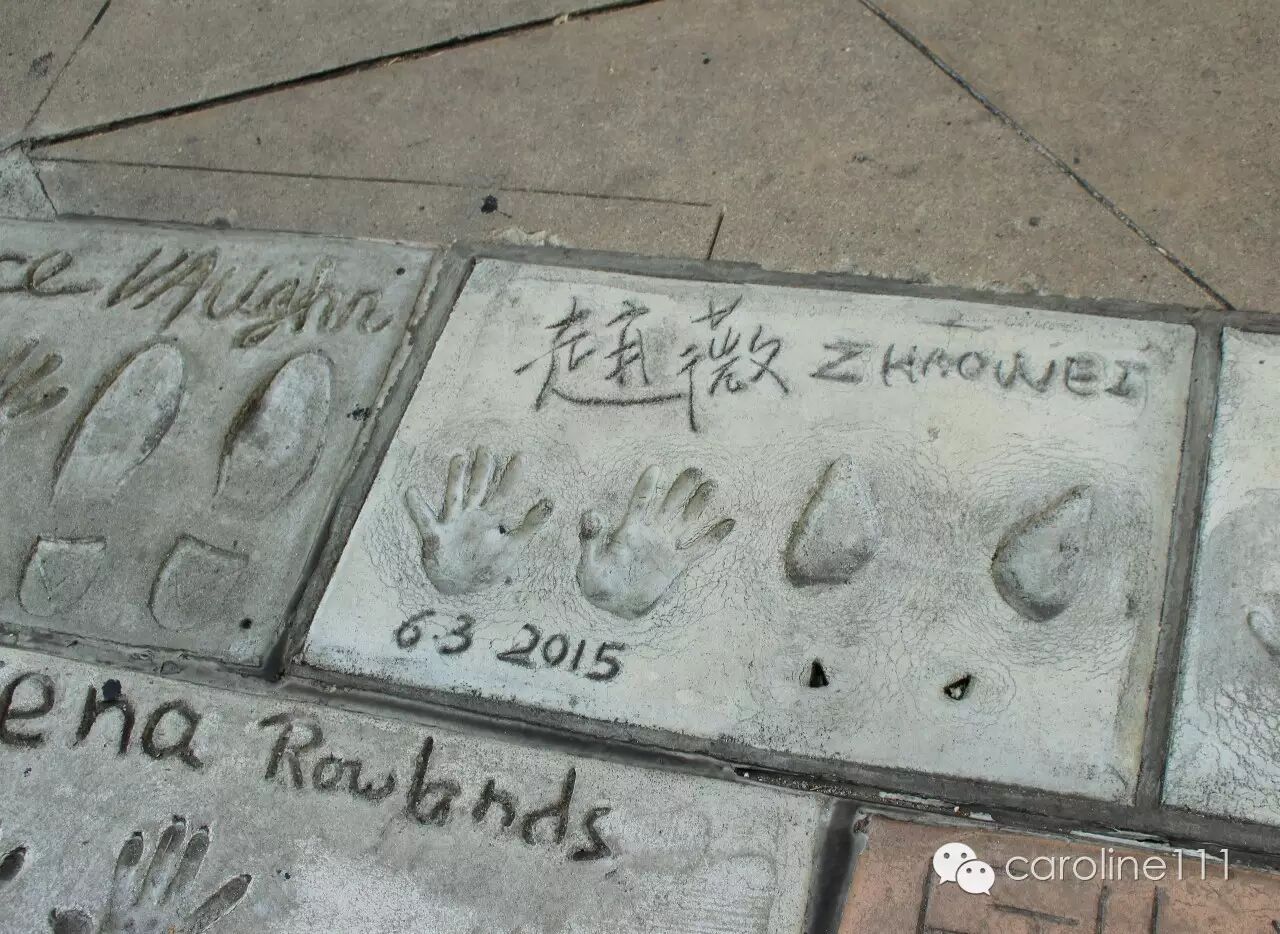 ce VAughn
趙薇 ZHAOWEI
6·3 2015
ena Rowlands
caroline111